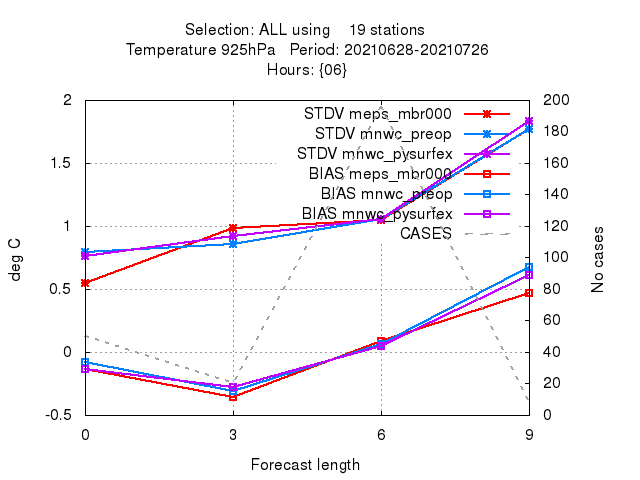 Selection: ALL using 19 stations
Temperature 925hPa Period: 20210628-20210726
Hours: {06}
2
1.5
1
0.5
0
-0.5
200
180
160
140
120
100
80
60
40
20
0
STDV meps_mbr000
STDV mnwc_preop
STDV mnwc_pysurfex
BIAS meps_mbr000
BIAS mnwc_preop
BIAS mnwc_pysurfex
CASES
deg C
No cases
0 3 6 9
Forecast length